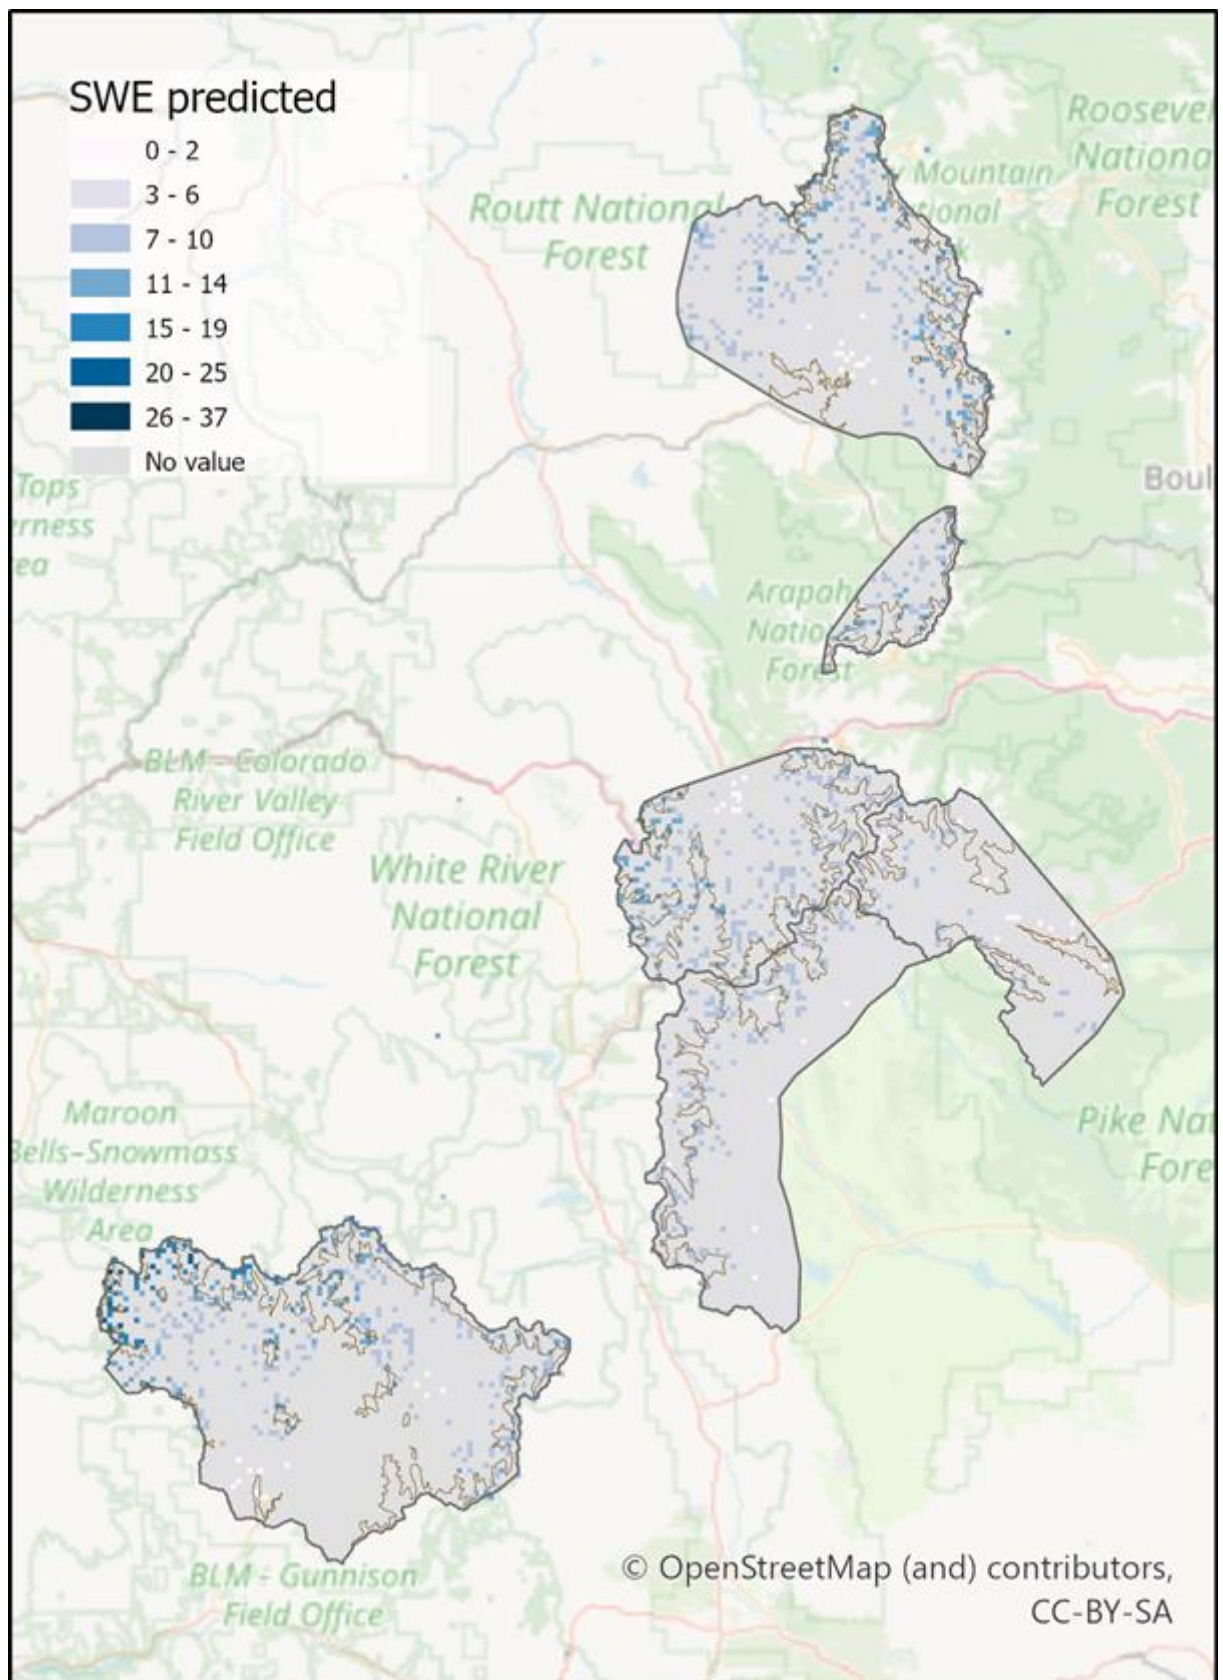 SWE predicted
0 - 2
3 - 6
7 - 10
11 - 14
15 - 19
20 - 25
26 - 37
No value
Roosevel
Nationa
Forest
Mountain
tional
Routt National
Forest
Tops
erness
ea
Boul
Arapah
Natio
Forest
BLM - Colorado
River Valley
Field Office
White River
National
Forest
Maroon
Bells–Snowmass
Wilderness
Area
Pike Nat
Fore
BLM - Gunnison
Field Office
© OpenStreetMap (and) contributors,
CC-BY-SA